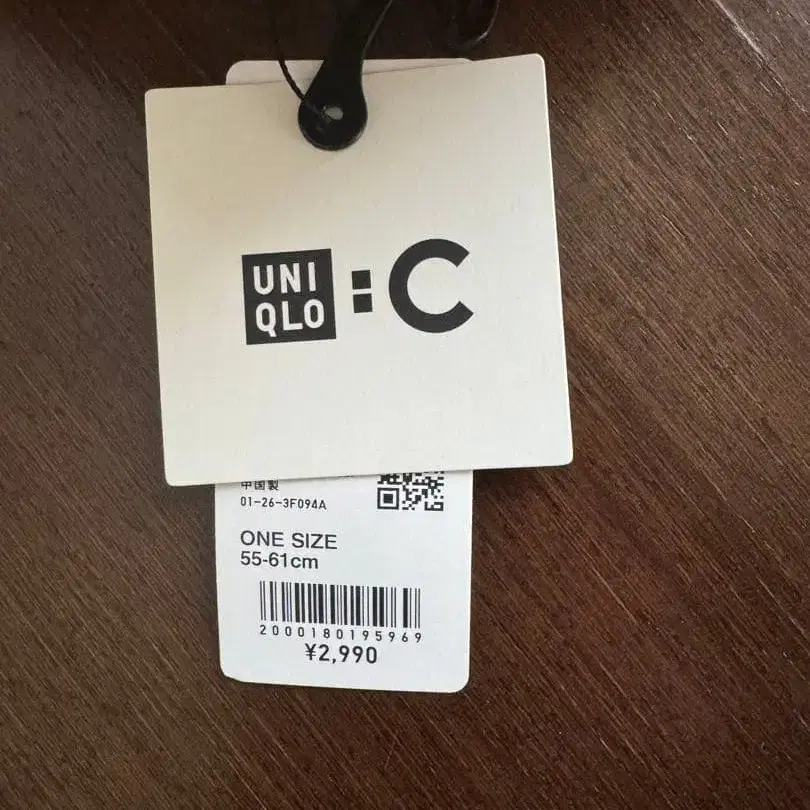 UNI
QLO
:C
中国製
01-26-3F094A
ONE SIZE
55-61cm
2000180195969
¥2,990